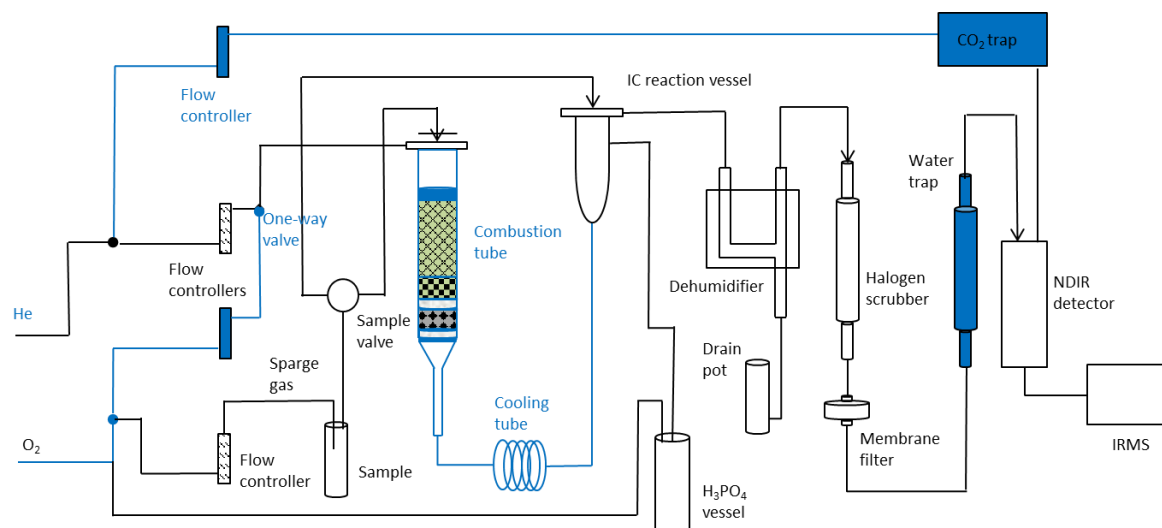 CO₂ trap
IC reaction vessel
Flow
controller
Water
trap
One-way
valve
Combustion
tube
Flow
controllers
Dehumidifier
Halogen
scrubber
NDIR
detector
He
Sample
valve
Sparge
gas
Drain
pot
Cooling
tube
O₂
Membrane
filter
IRMS
Flow
controller
Sample
H₃PO₄
vessel